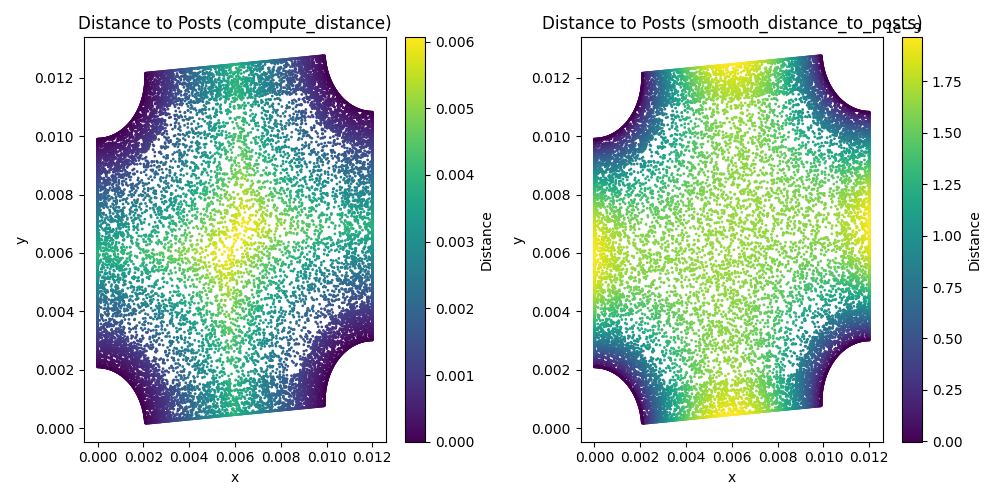 Distance to Posts (compute_distance)
0.012
0.010
0.008
0.006
0.004
0.002
0.000
y
0.000 0.002 0.004 0.006 0.008 0.010 0.012
x
0.006
0.005
0.004
0.003
0.002
0.001
0.000
Distance
Distance to Posts (smooth_distance_to_posts)
0.012
0.010
0.008
0.006
0.004
0.002
0.000
y
0.000 0.002 0.004 0.006 0.008 0.010 0.012
x
1e−9
1.75
1.50
1.25
1.00
0.75
0.50
0.25
0.00
Distance